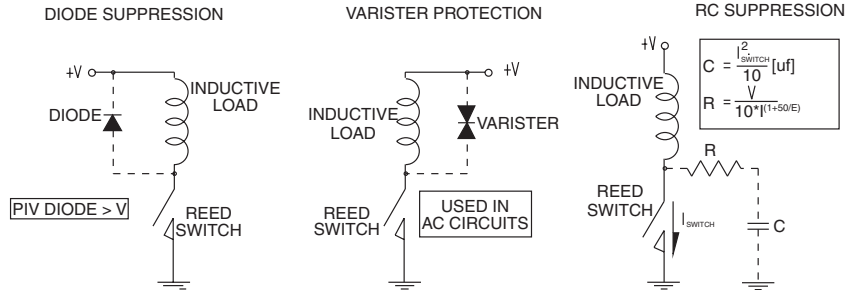 DIODE SUPPRESSION
+V
INDUCTIVE
LOAD
DIODE
PIV DIODE > V
REED
SWITCH
VARISTER PROTECTION
+V
INDUCTIVE
LOAD
VARISTER
REED
SWITCH
USED IN
AC CIRCUITS
RC SUPPRESSION
+V
C = I²SWITCH / 10 [uf]
R = V / 10*I(1+50/E)
INDUCTIVE
LOAD
R
REED
SWITCH
I SWITCH
C